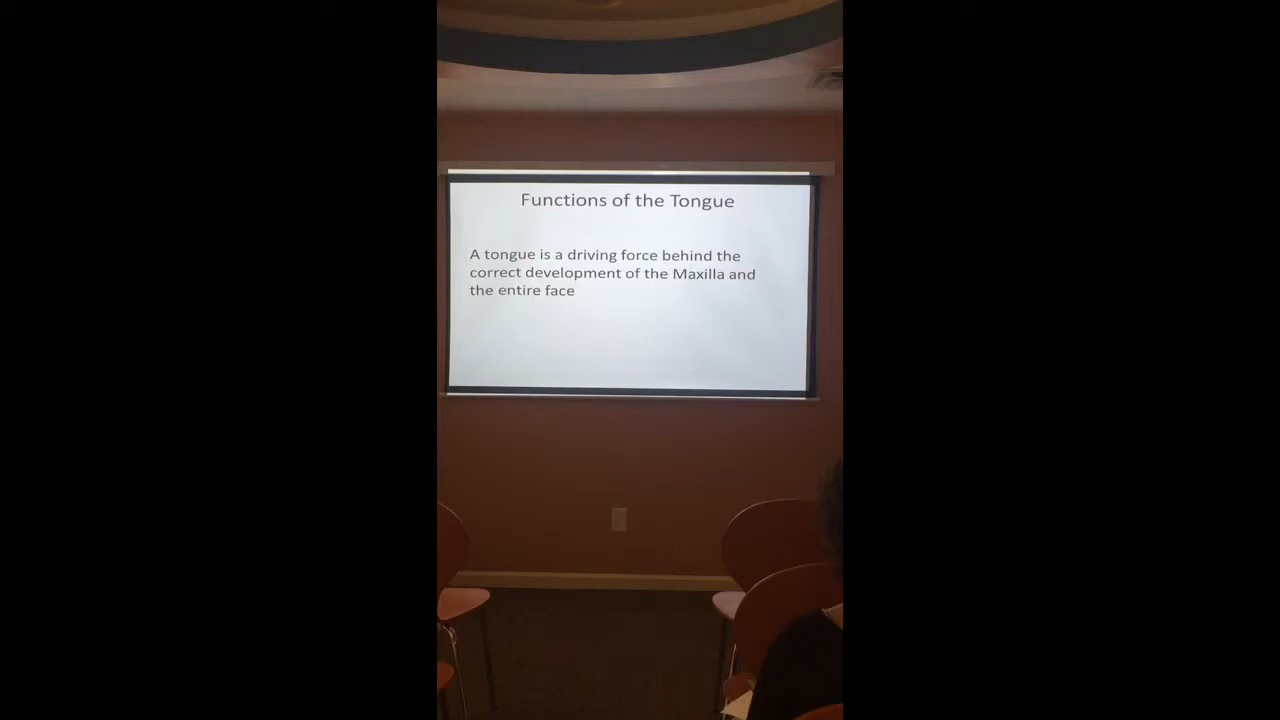 Functions of the Tongue
A tongue is a driving force behind the
correct development of the Maxilla and
the entire face